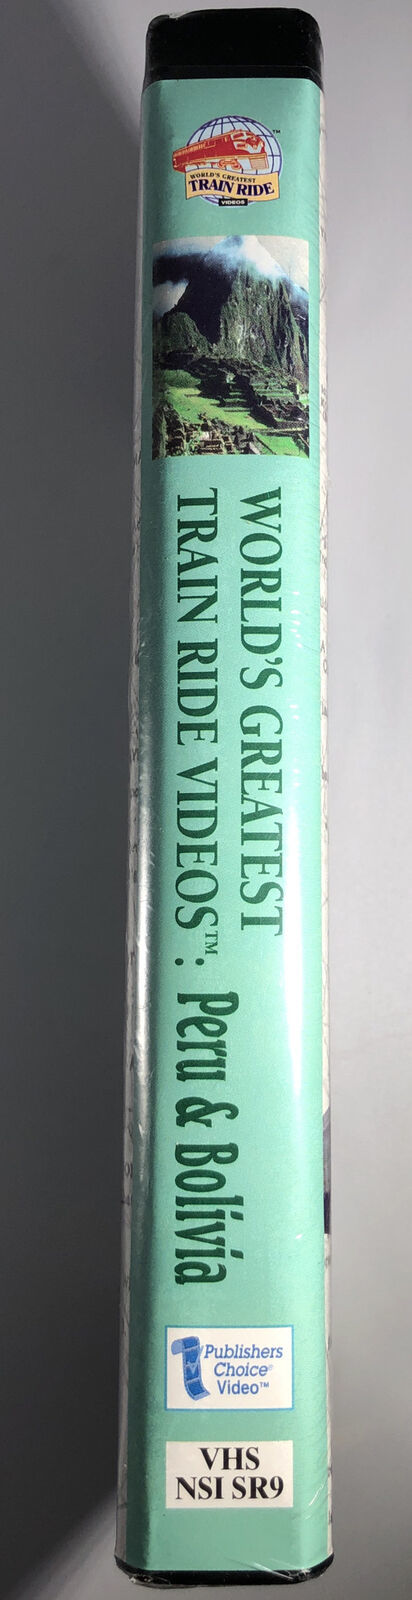 WORLD'S GREATEST
TRAIN RIDE
VIDEOS
WORLD'S GREATEST
TRAIN RIDE VIDEOS™: Peru & Bolivia
Publishers
Choice®
Video™
VHS
NSI SR9